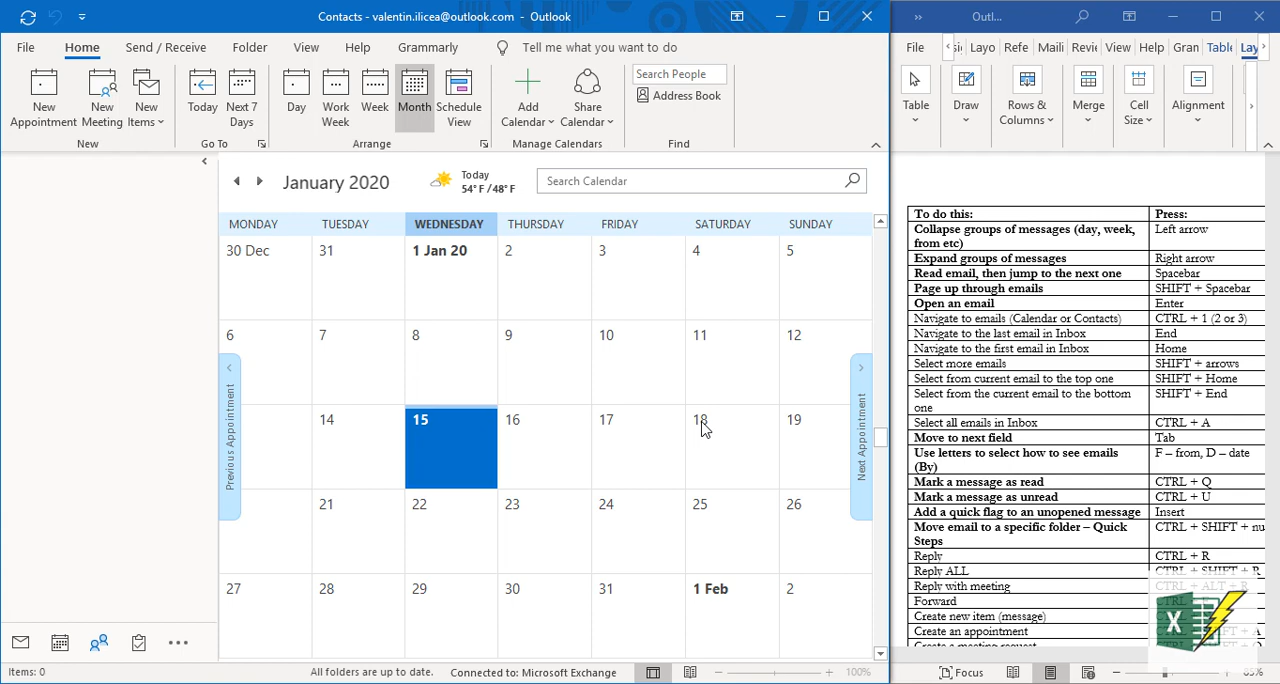 Contacts - valentin.ilicea@outlook.com - Outlook
File Home Send / Receive Folder View Help Grammarly Tell me what you want to do
New Appointment
New Meeting
New Items
New
Today
Next 7 Days
Go To
Day
Work Week
Week
Month
Schedule View
Arrange
Add Calendar
Share Calendar
Manage Calendars
Search People
Address Book
Find
January 2020
Today
54° F / 48° F
Search Calendar
MONDAY TUESDAY WEDNESDAY THURSDAY FRIDAY SATURDAY SUNDAY
30 Dec 31 1 Jan 20 2 3 4 5
6 7 8 9 10 11 12
14 15 16 17 18 19
21 22 23 24 25 26
27 28 29 30 31 1 Feb 2
Previous Appointment
Next Appointment
Items: 0 All folders are up to date. Connected to: Microsoft Exchange 100%
Outl...
File Layo Refe Maili Revie View Help Gran Table Lay
Table
Draw
Rows & Columns
Merge
Cell Size
Alignment
To do this: Press:
Collapse groups of messages (day, week, Left arrow
from etc)
Expand groups of messages Right arrow
Read email, then jump to the next one Spacebar
Page up through emails SHIFT + Spacebar
Open an email Enter
Navigate to emails (Calendar or Contacts) CTRL + 1 (2 or 3)
Navigate to the last email in Inbox End
Navigate to the first email in Inbox Home
Select more emails SHIFT + arrows
Select from current email to the top one SHIFT + Home
Select from the current email to the bottom SHIFT + End
one
Select all emails in Inbox CTRL + A
Move to next field Tab
Use letters to select how to see emails F – from, D – date
(By)
Mark a message as read CTRL + Q
Mark a message as unread CTRL + U
Add a quick flag to an unopened message Insert
Move email to a specific folder – Quick CTRL + SHIFT + nu
Steps
Reply CTRL + R
Reply ALL CTRL + SHIFT + R
Reply with meeting CTRL + ALT + R
Forward
Create new item (message)
Create an appointment
Create a meeting request
Focus
X